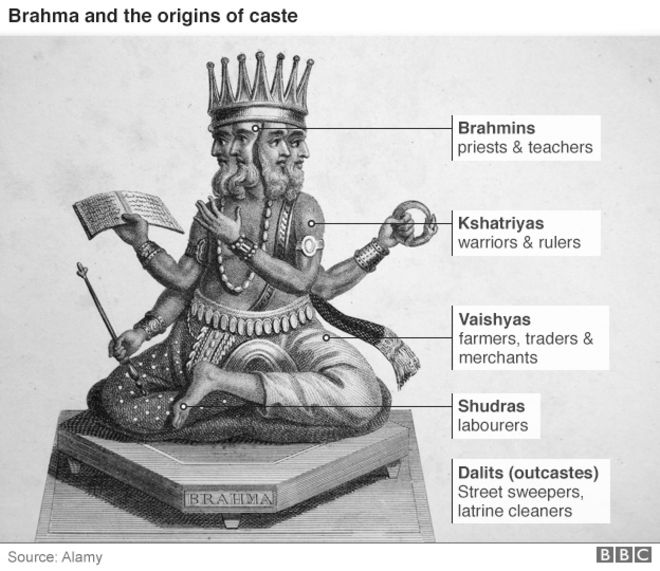 Brahma and the origins of caste
Brahmins
priests & teachers
Kshatriyas
warriors & rulers
Vaishyas
farmers, traders &
merchants
Shudras
labourers
Dalits (outcastes)
Street sweepers,
latrine cleaners
BRAHMA
Source: Alamy
BBC